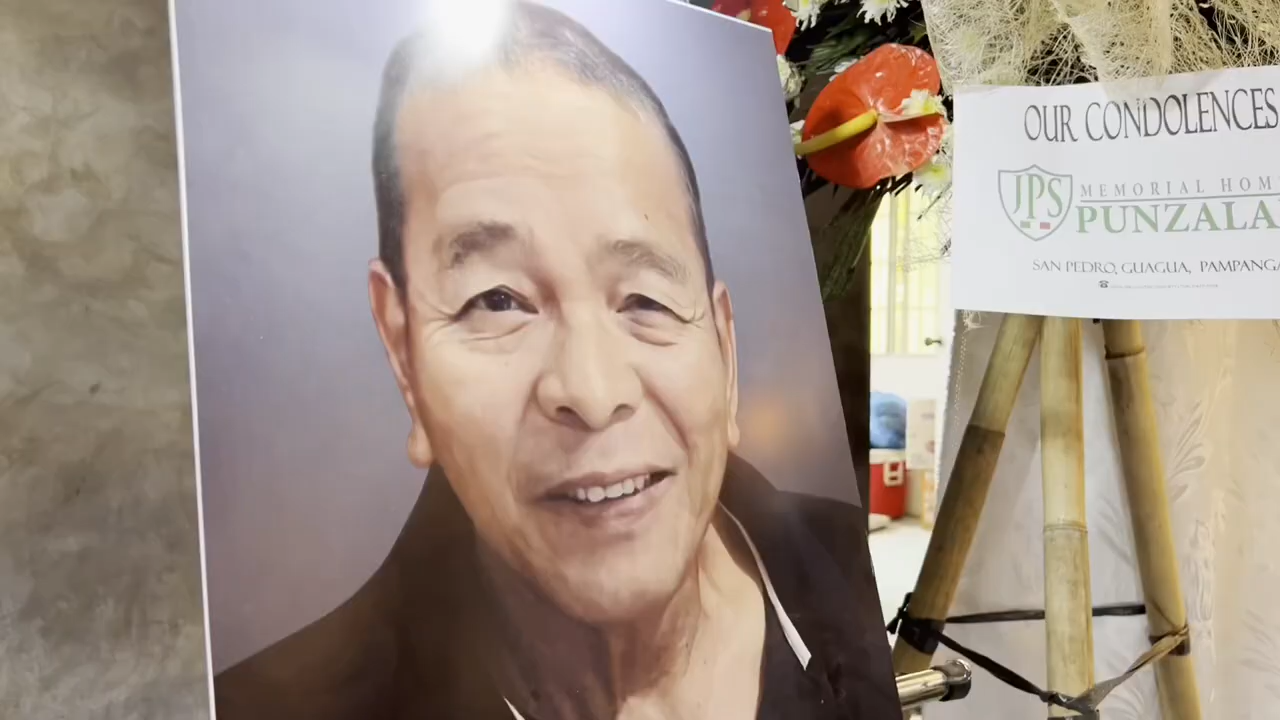 OUR CONDOLENCES
JPS
MEMORIAL HOM
PUNZALA
SAN PEDRO, GUAGUA, PAMPANGA